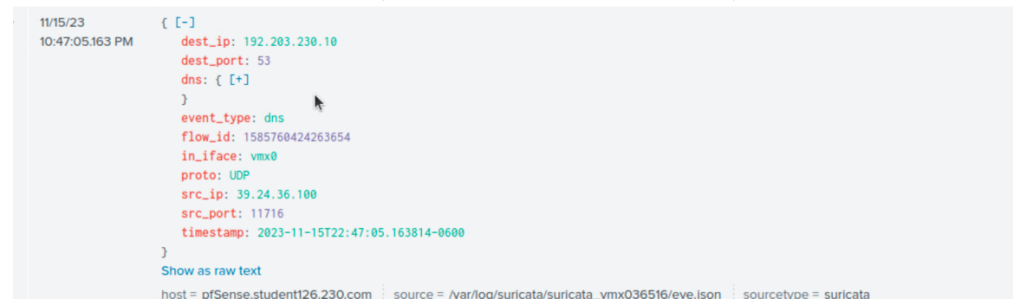 11/15/23
10:47:05.163 PM
{ [-]
dest_ip: 192.203.230.10
dest_port: 53
dns: { [+]
}
event_type: dns
flow_id: 1585760424263654
in_iface: vmx0
proto: UDP
src_ip: 39.24.36.100
src_port: 11716
timestamp: 2023-11-15T22:47:05.163814-0600
}
Show as raw text
host = pfSense.student126.230.com source = /var/log/suricata/suricata_vmx036516/eve.json sourcetype = suricata